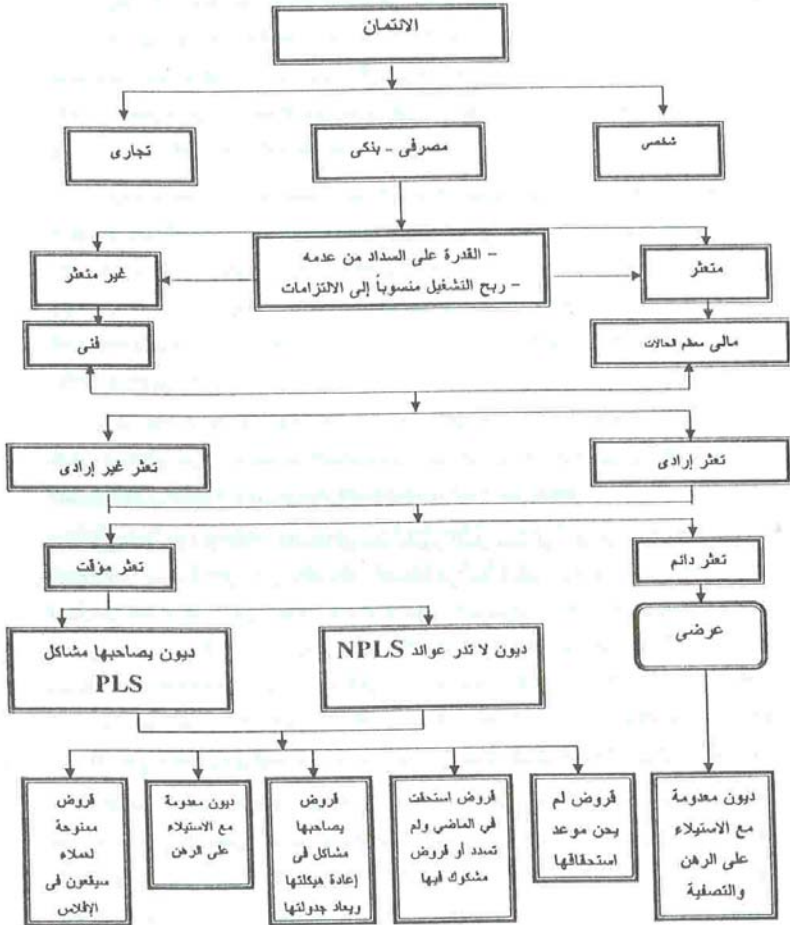 الائتمان
شخصى
مصرفى - بنكى
تجارى
متعثر
- القدرة على السداد من عدمه
- ربح التشغيل منسوباً إلى الالتزامات
غير متعثر
مالى معظم الحالات
فنى
تعثر إرادى
تعثر غير إرادى
تعثر دائم
تعثر مؤقت
عرضى
ديون لا تدر عوائد NPLS
ديون يصاحبها مشاكل
PLS
ديون معدومة
مع الاستيلاء
على الرهن
والتصفية
قروض لم
يحن موعد
استحقاقها
قروض استحقت
في الماضي ولم
تسدد أو قروض
مشكوك فيها
قروض
يصاحبها
مشاكل فى
إعادة هيكلتها
ويعاد جدولتها
ديون معدومة
مع الاستيلاء
على الرهن
قروض
ممنوحة
لعملاء
سيقعون فى
الإفلاس